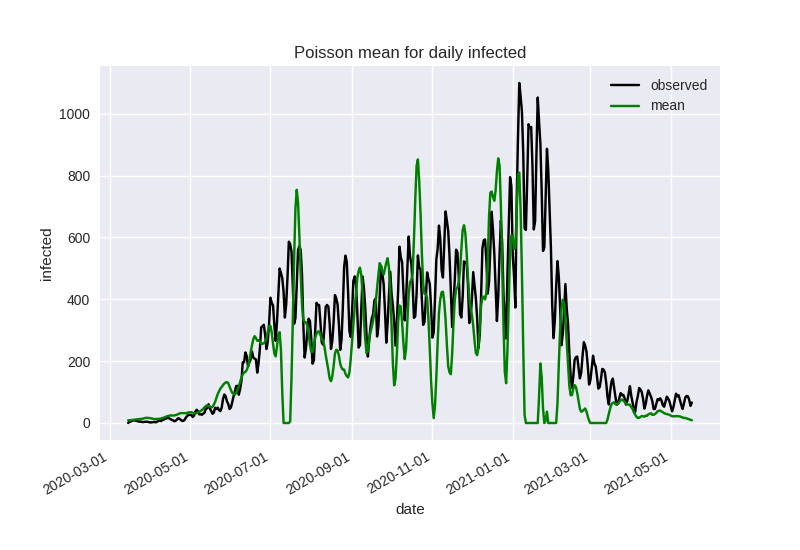 Poisson mean for daily infected
observed
mean
1000
800
600
400
200
0
infected
2020-03-01
2020-05-01
2020-07-01
2020-09-01
2020-11-01
2021-01-01
2021-03-01
2021-05-01
date